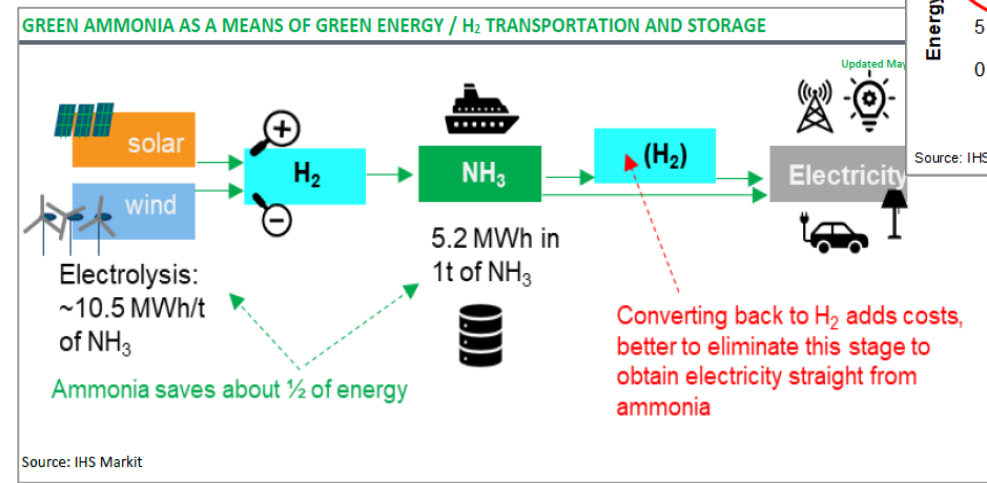 GREEN AMMONIA AS A MEANS OF GREEN ENERGY / H₂ TRANSPORTATION AND STORAGE
Energy
5
0
Updated May
solar
wind
H₂
NH₃
(H₂)
Electricity
Source: IHS
5.2 MWh in
1t of NH₃
Electrolysis:
~10.5 MWh/t
of NH₃
Ammonia saves about ½ of energy
Converting back to H₂ adds costs,
better to eliminate this stage to
obtain electricity straight from
ammonia
Source: IHS Markit